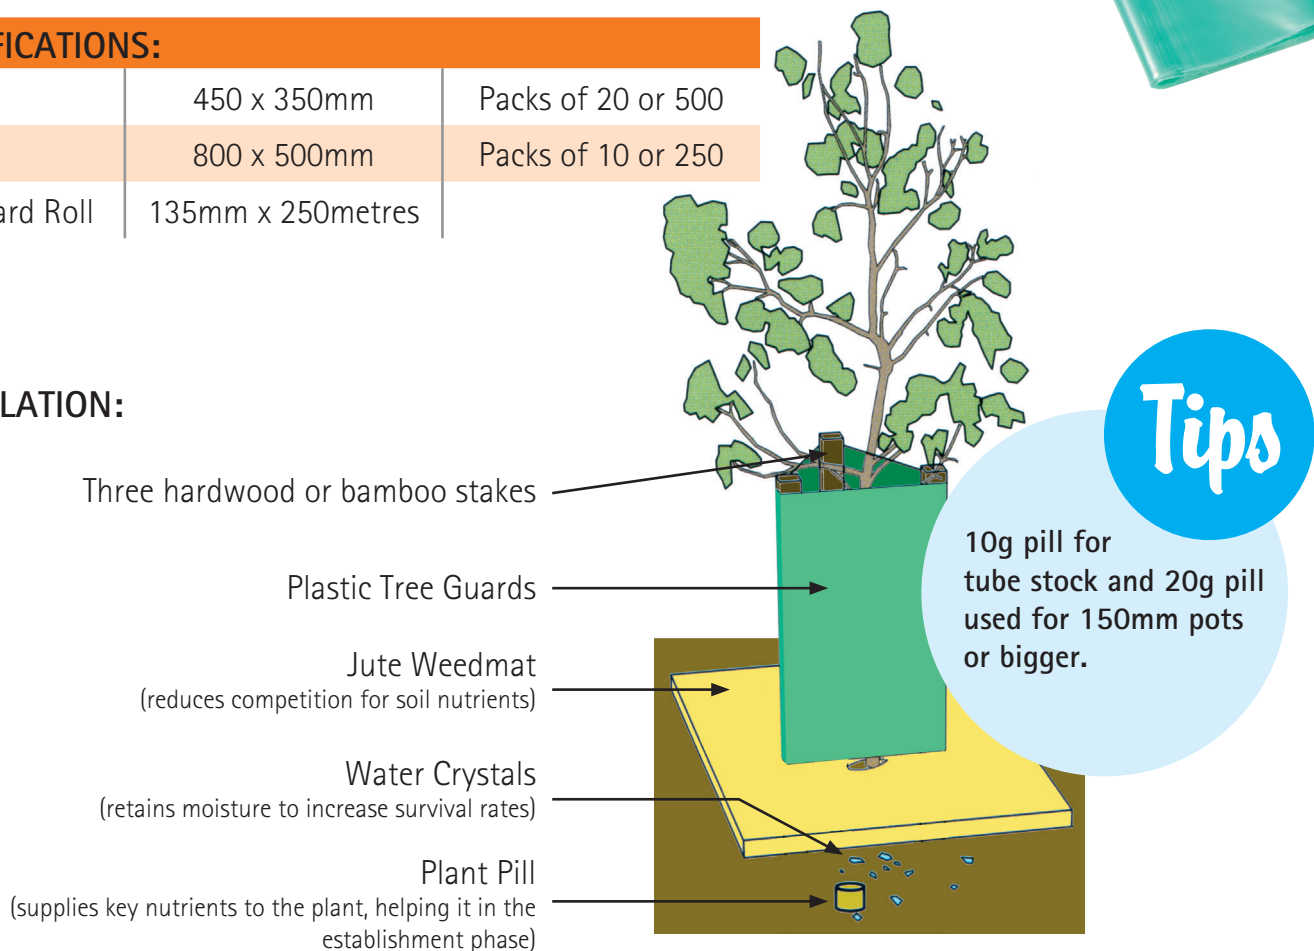 FICATIONS:
450 x 350mm Packs of 20 or 500
800 x 500mm Packs of 10 or 250
ard Roll 135mm x 250metres
LATION:
Three hardwood or bamboo stakes
Plastic Tree Guards
Jute Weedmat
(reduces competition for soil nutrients)
Water Crystals
(retains moisture to increase survival rates)
Plant Pill
(supplies key nutrients to the plant, helping it in the
establishment phase)
Tips
10g pill for
tube stock and 20g pill
used for 150mm pots
or bigger.